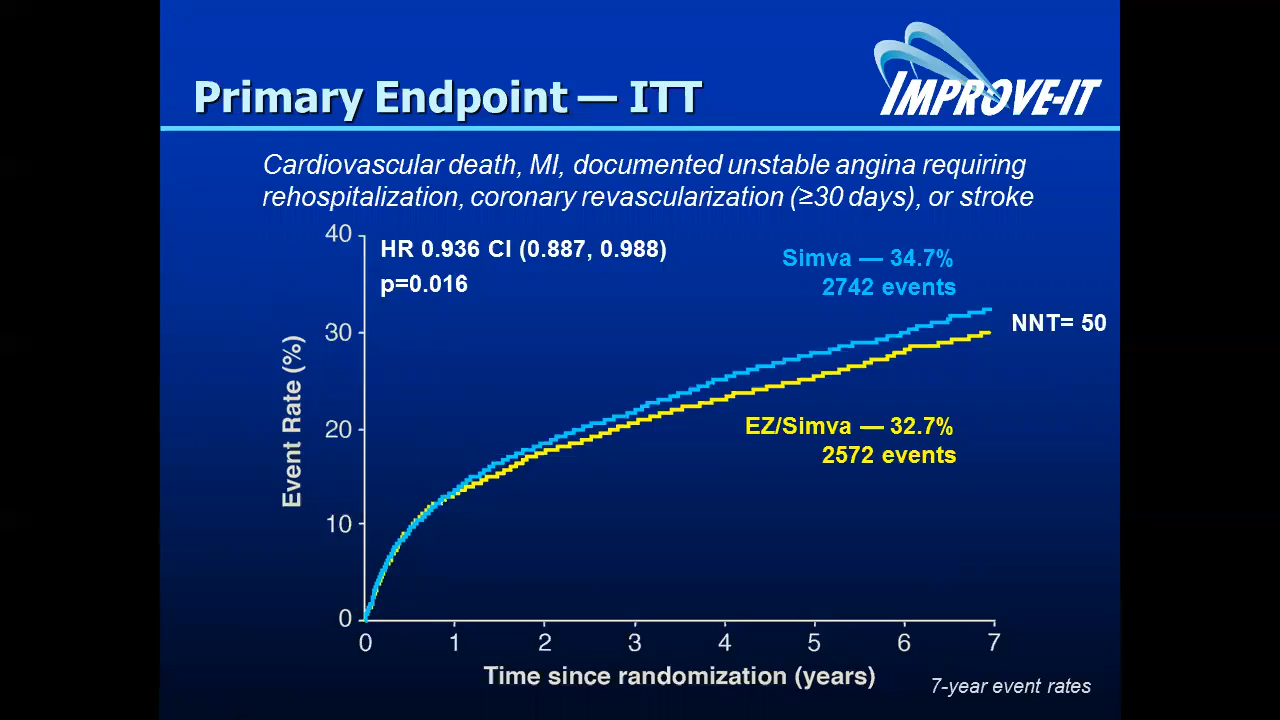 IMPROVE-IT
Primary Endpoint — ITT
Cardiovascular death, MI, documented unstable angina requiring
rehospitalization, coronary revascularization (≥30 days), or stroke
40
30
20
10
0
Event Rate (%)
HR 0.936 CI (0.887, 0.988)
p=0.016
Simva — 34.7%
2742 events
NNT= 50
EZ/Simva — 32.7%
2572 events
0 1 2 3 4 5 6 7
Time since randomization (years)
7-year event rates